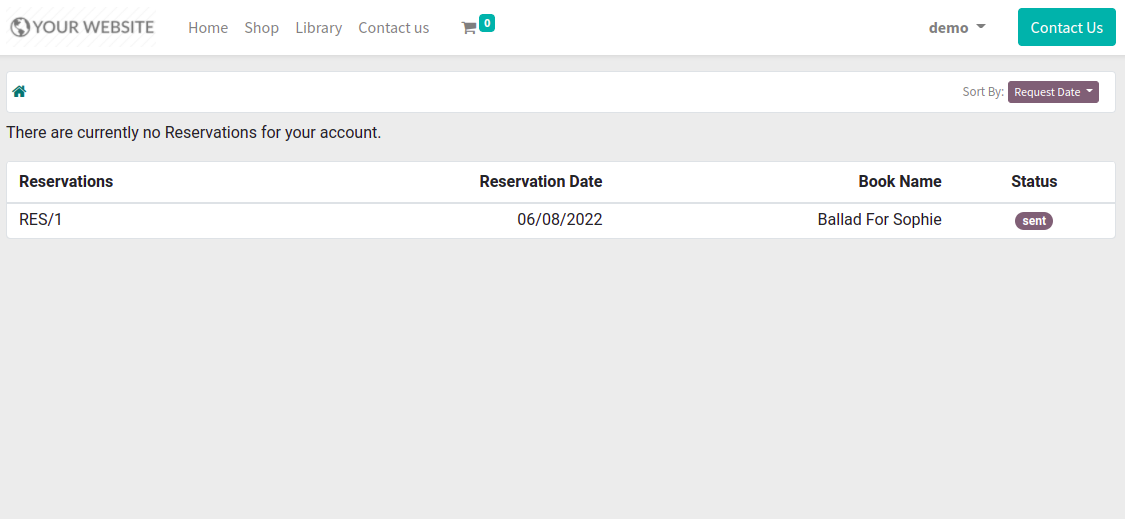 YOUR WEBSITE Home Shop Library Contact us 0 demo Contact Us
Sort By: Request Date
There are currently no Reservations for your account.
Reservations Reservation Date Book Name Status
RES/1 06/08/2022 Ballad For Sophie sent